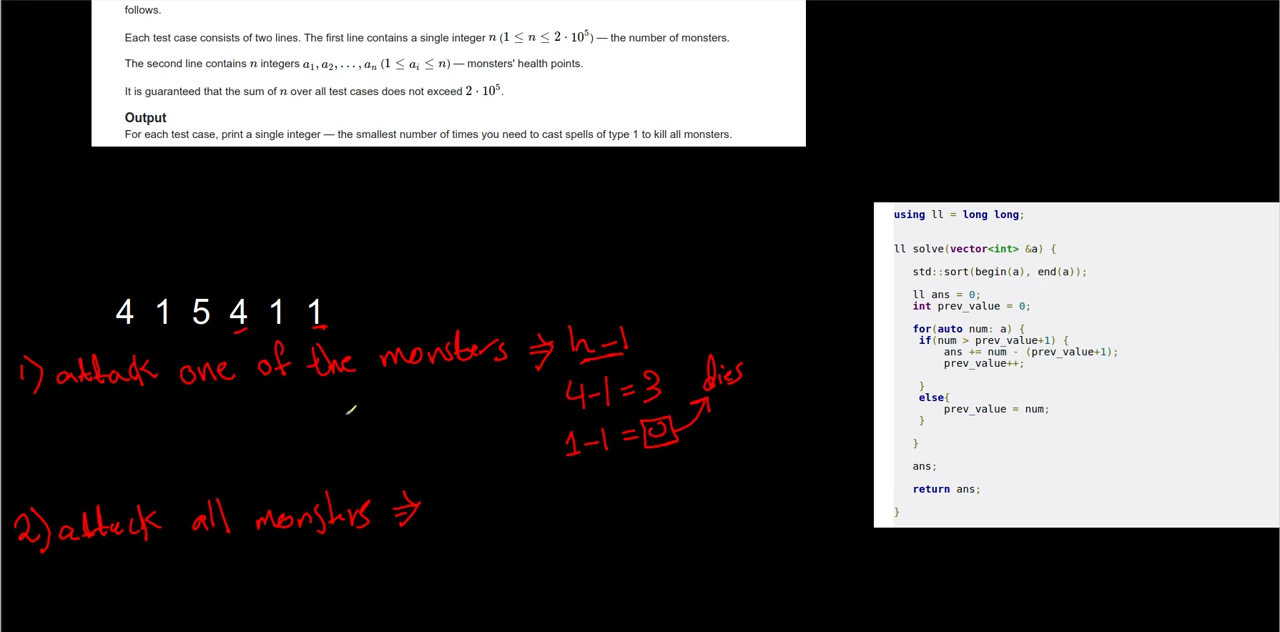 follows.
Each test case consists of two lines. The first line contains a single integer n (1 ≤ n ≤ 2 · 10⁵) — the number of monsters.
The second line contains n integers a₁, a₂, . . . , aₙ (1 ≤ aᵢ ≤ n) — monsters' health points.
It is guaranteed that the sum of n over all test cases does not exceed 2 · 10⁵.
Output
For each test case, print a single integer — the smallest number of times you need to cast spells of type 1 to kill all monsters.
4 1 5 4 1 1
1) attack one of the monsters ⇒ h-1
4-1=3
dies
1-1=0
2) attack all monsters ⇒
using ll = long long;
ll solve(vector<int> &a) {
std::sort(begin(a), end(a));
ll ans = 0;
int prev_value = 0;
for(auto num: a) {
if(num > prev_value+1) {
ans += num - (prev_value+1);
prev_value++;
}
else{
prev_value = num;
}
}
ans;
return ans;
}